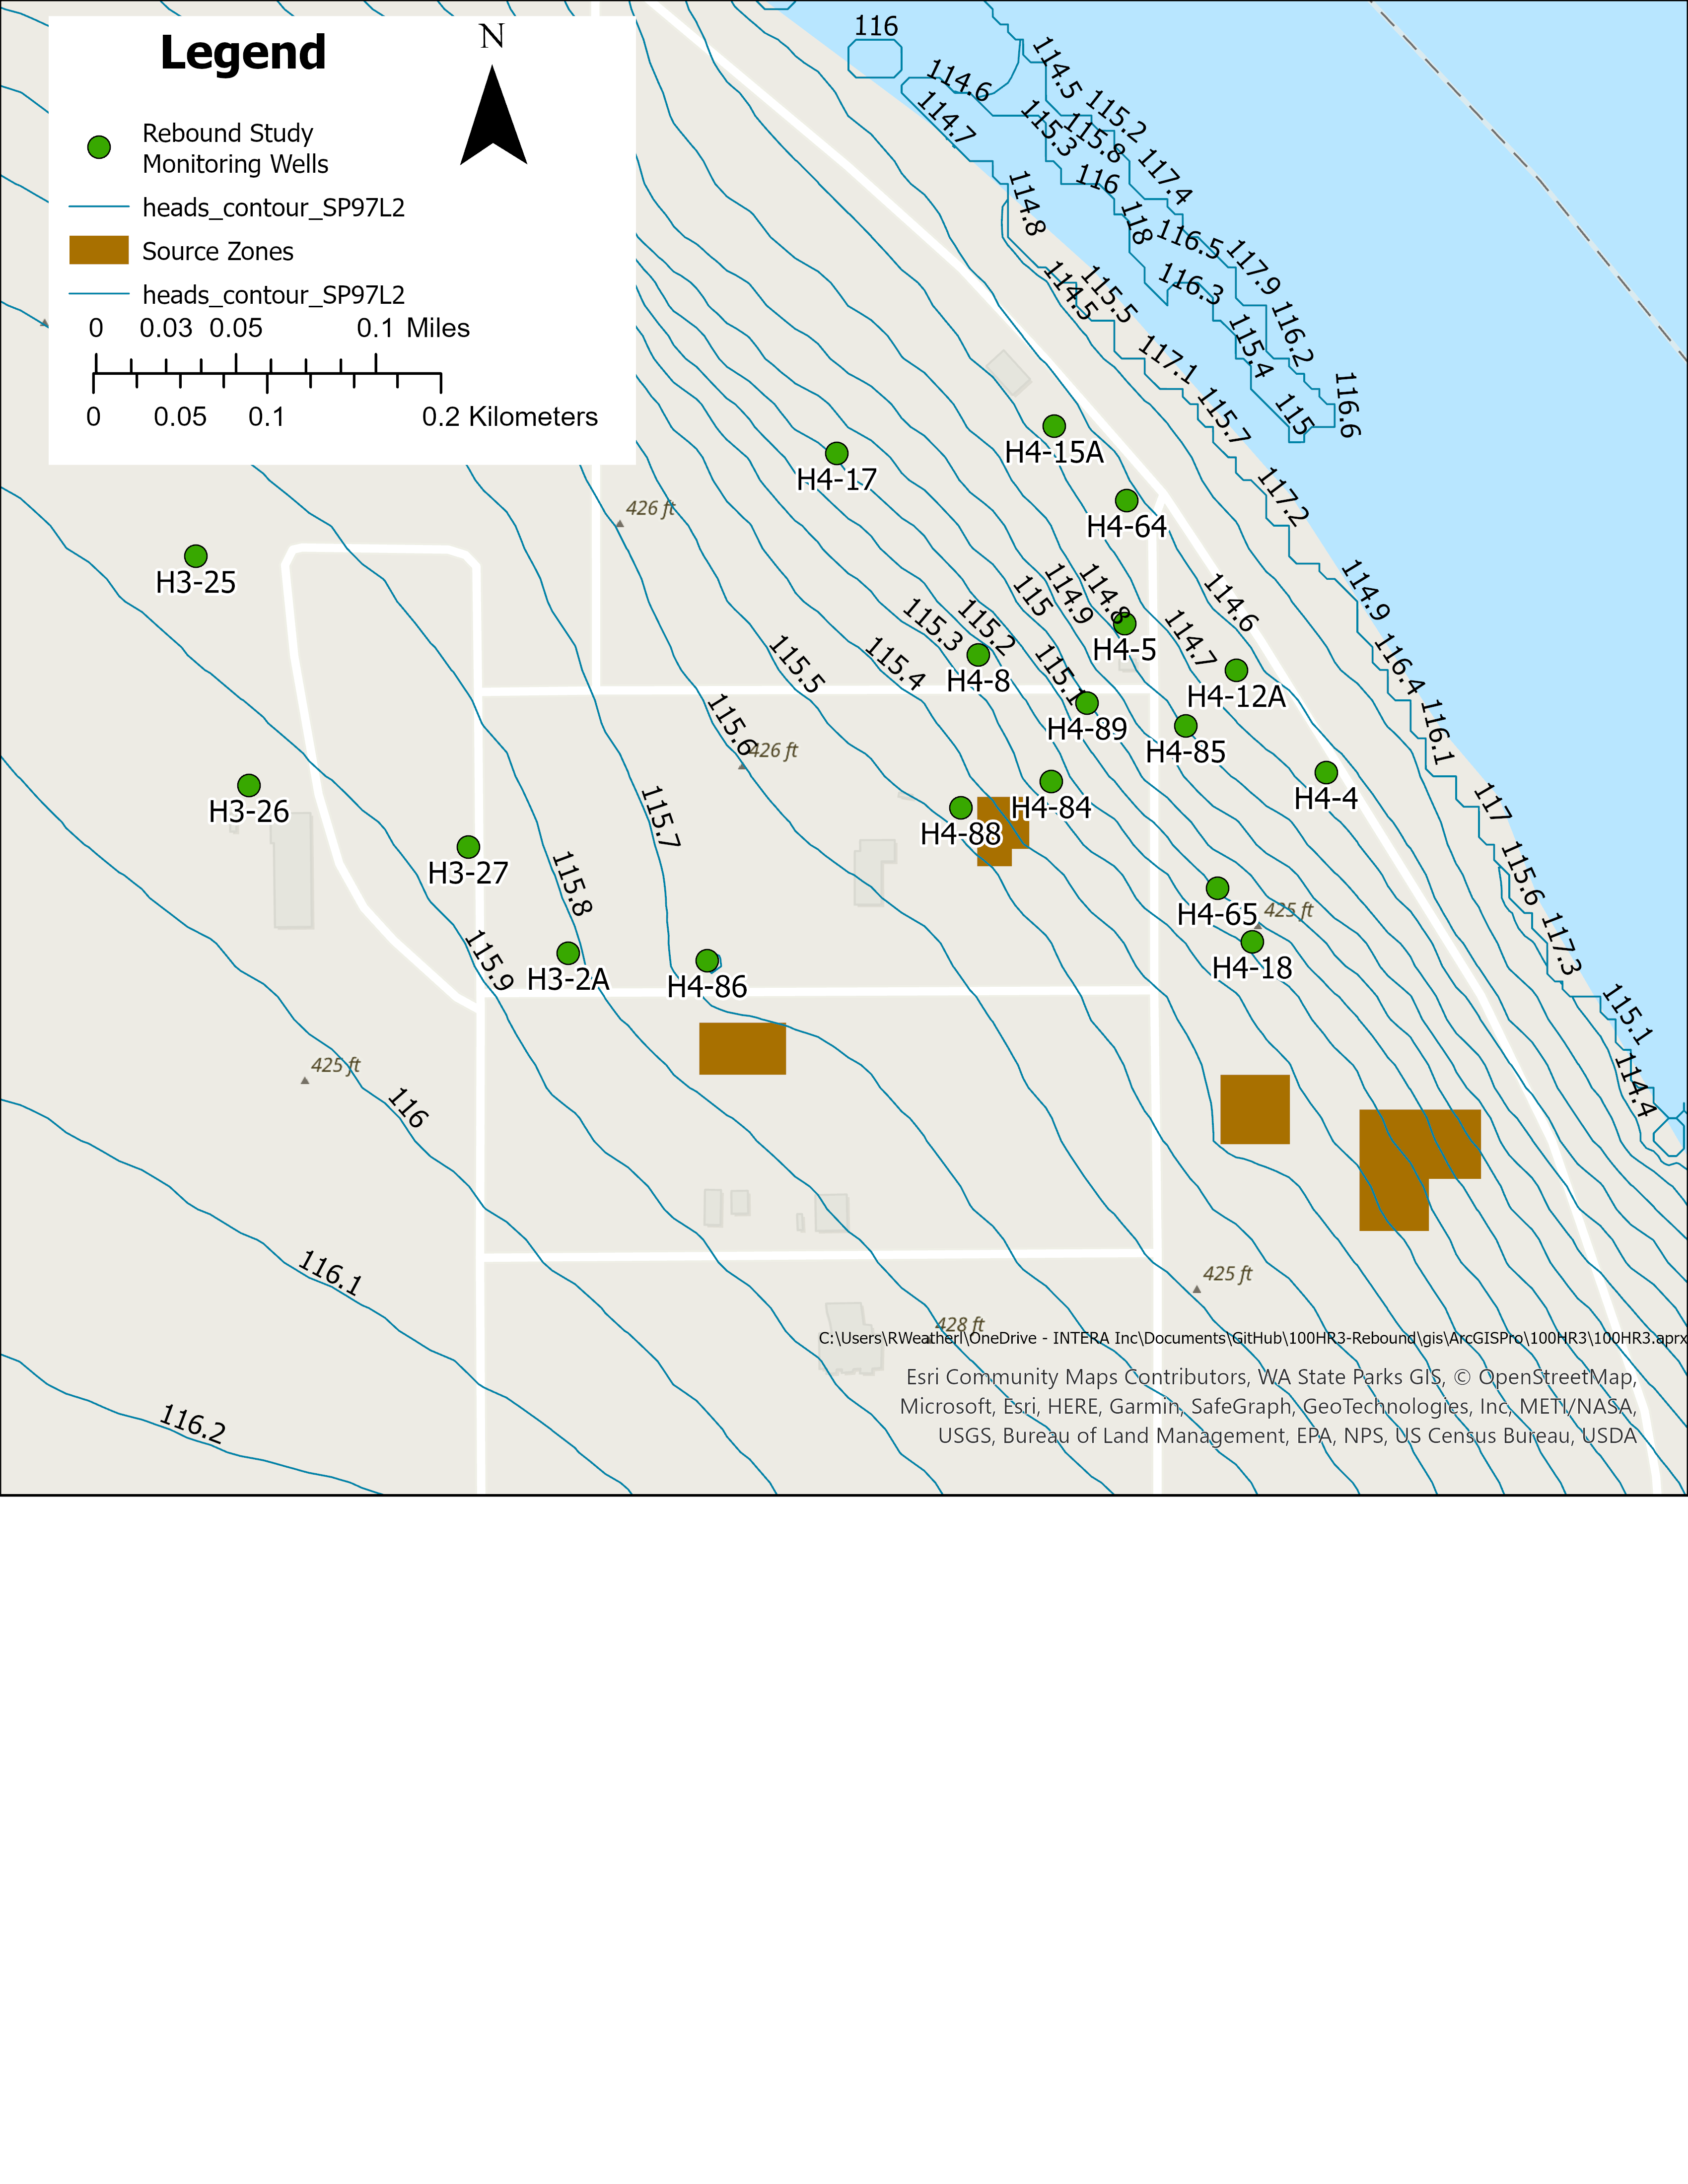 Legend
N
Rebound Study
Monitoring Wells
heads_contour_SP97L2
Source Zones
heads_contour_SP97L2
0 0.03 0.05 0.1 Miles
0 0.05 0.1 0.2 Kilometers
116
114.6
114.7
114.5
115.2
115.3
115.8
117.4
116
118
116.5
117.9
114.8
116.3
114.5
115.5
116.2
115.4
117.1
116.6
115
115.7
117.2
H4-15A
H4-17
426 ft
H4-64
H3-25
114.9
115
114.9
114.8
114.6
115.3
115.2
114.7
H4-5
115.5
115.4
115.1
116.4
H4-8
H4-12A
115.6
426 ft
H4-89
H4-85
116.1
H3-26
H4-88
H4-84
H4-4
117
115.7
H3-27
115.8
115.6
H4-65
425 ft
117.3
H4-18
115.9
H3-2A
H4-86
115.1
425 ft
116
114.4
116.1
425 ft
428 ft
C:\Users\RWeatherl\OneDrive - INTERA Inc\Documents\GitHub\100HR3-Rebound\gis\ArcGISPro\100HR3\100HR3.aprx
Esri Community Maps Contributors, WA State Parks GIS, © OpenStreetMap,
Microsoft, Esri, HERE, Garmin, SafeGraph, GeoTechnologies, Inc, METI/NASA,
USGS, Bureau of Land Management, EPA, NPS, US Census Bureau, USDA
116.2